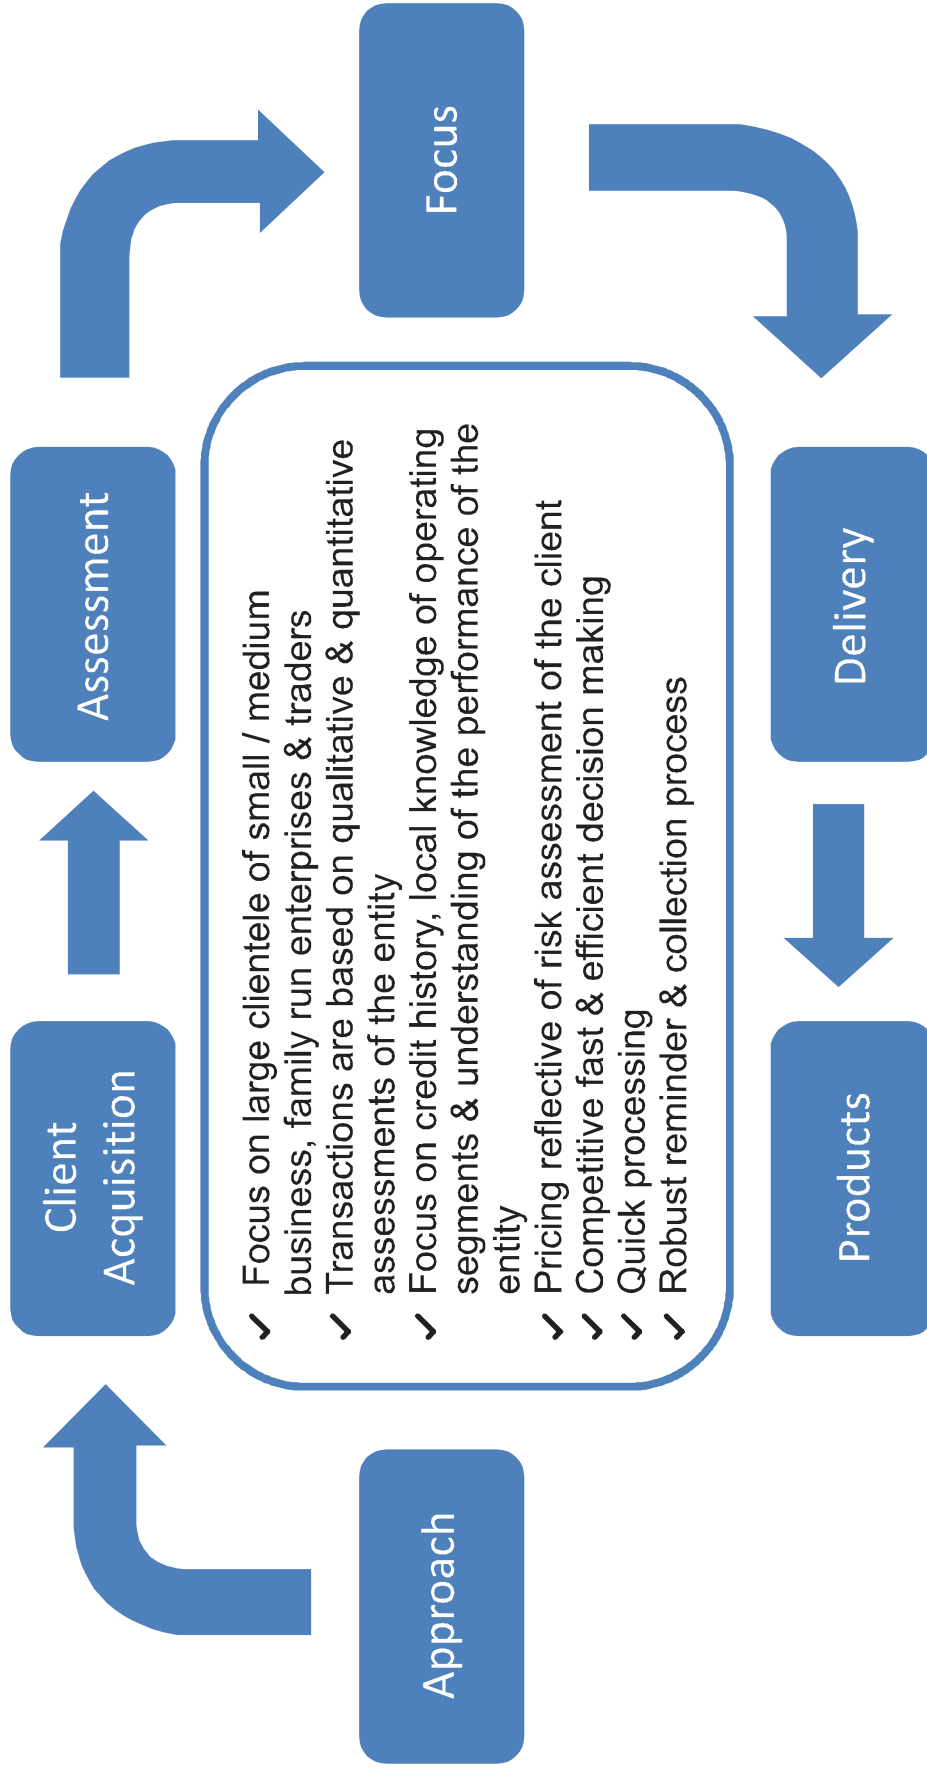 Approach
Client
Acquisition
Assessment
Focus
Delivery
Products
✓ Focus on large clientele of small / medium
business, family run enterprises & traders
✓ Transactions are based on qualitative & quantitative
assessments of the entity
✓ Focus on credit history, local knowledge of operating
segments & understanding of the performance of the
entity
✓ Pricing reflective of risk assessment of the client
✓ Competitive fast & efficient decision making
✓ Quick processing
✓ Robust reminder & collection process